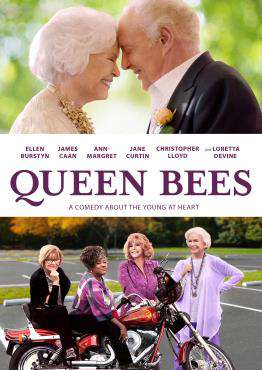 ELLEN BURSTYN JAMES CAAN ANN-MARGRET JANE CURTIN CHRISTOPHER LLOYD AND LORETTA DEVINE
QUEEN BEES
A COMEDY ABOUT THE YOUNG AT HEART